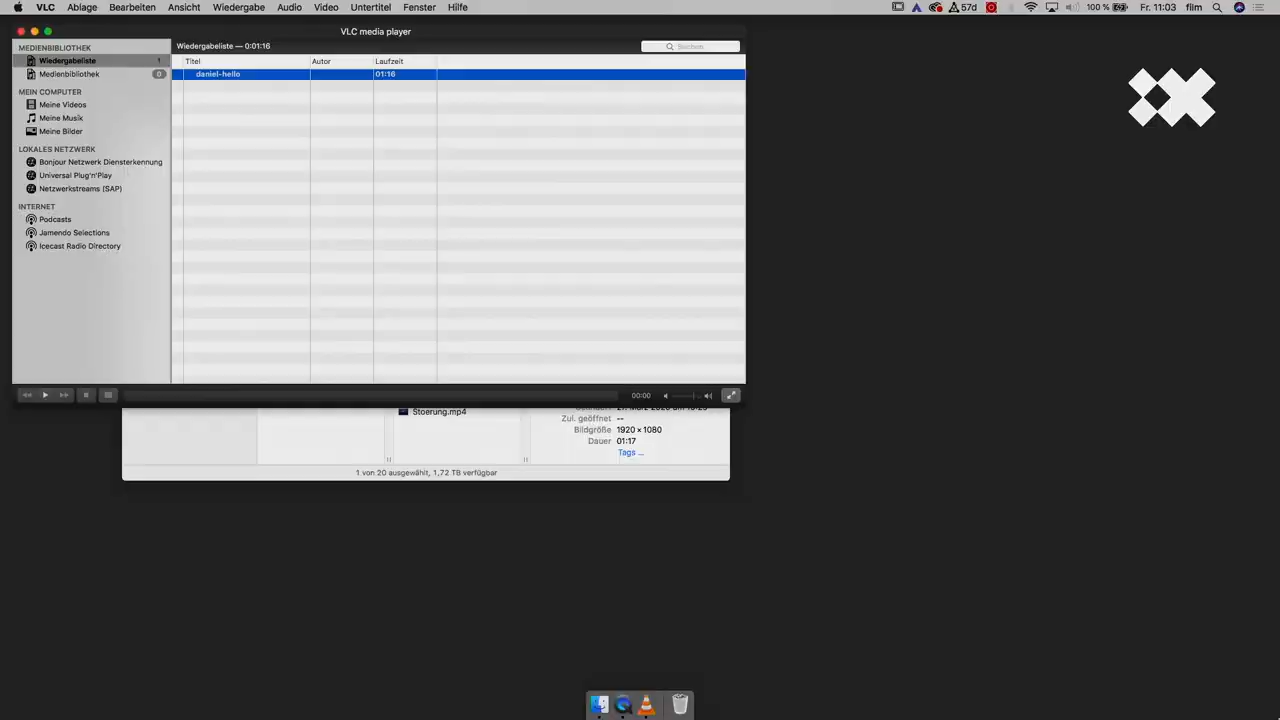 VLC Ablage Bearbeiten Ansicht Wiedergabe Audio Video Untertitel Fenster Hilfe 57d 100 % Fr. 11:03 film
VLC media player
MEDIENBIBLIOTHEK
Wiedergabeliste 1
Medienbibliothek 0
MEIN COMPUTER
Meine Videos
Meine Musik
Meine Bilder
LOKALES NETZWERK
Bonjour Netzwerk Diensterkennung
Universal Plug'n'Play
Netzwerkstreams (SAP)
INTERNET
Podcasts
Jamendo Selections
Icecast Radio Directory
Wiedergabeliste — 0:01:16
Suchen
Titel Autor Laufzeit
daniel-hello 01:16
00:00
Stoerung.mp4
Zul. geöffnet --
Bildgröße 1920 × 1080
Dauer 01:17
Tags ...
1 von 20 ausgewählt, 1,72 TB verfügbar